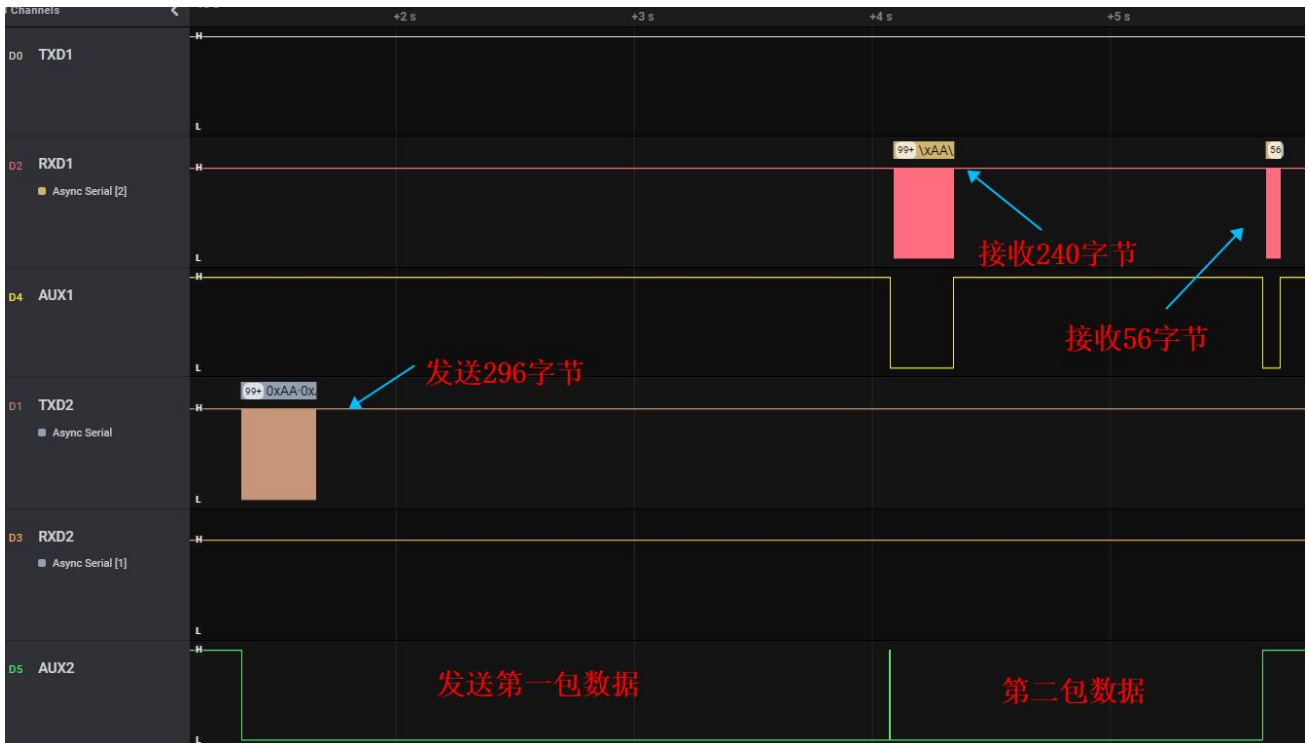 Channels
+2 s
+3 s
+4 s
+5 s
D0 TXD1
H
L
D2 RXD1
Async Serial [2]
H
L
99+ \xAA\
56
接收240字节
接收56字节
D4 AUX1
H
L
发送296字节
D1 TXD2
Async Serial
H
L
99+ 0xAA·0x
D3 RXD2
Async Serial [1]
H
L
D5 AUX2
H
L
发送第一包数据
第二包数据